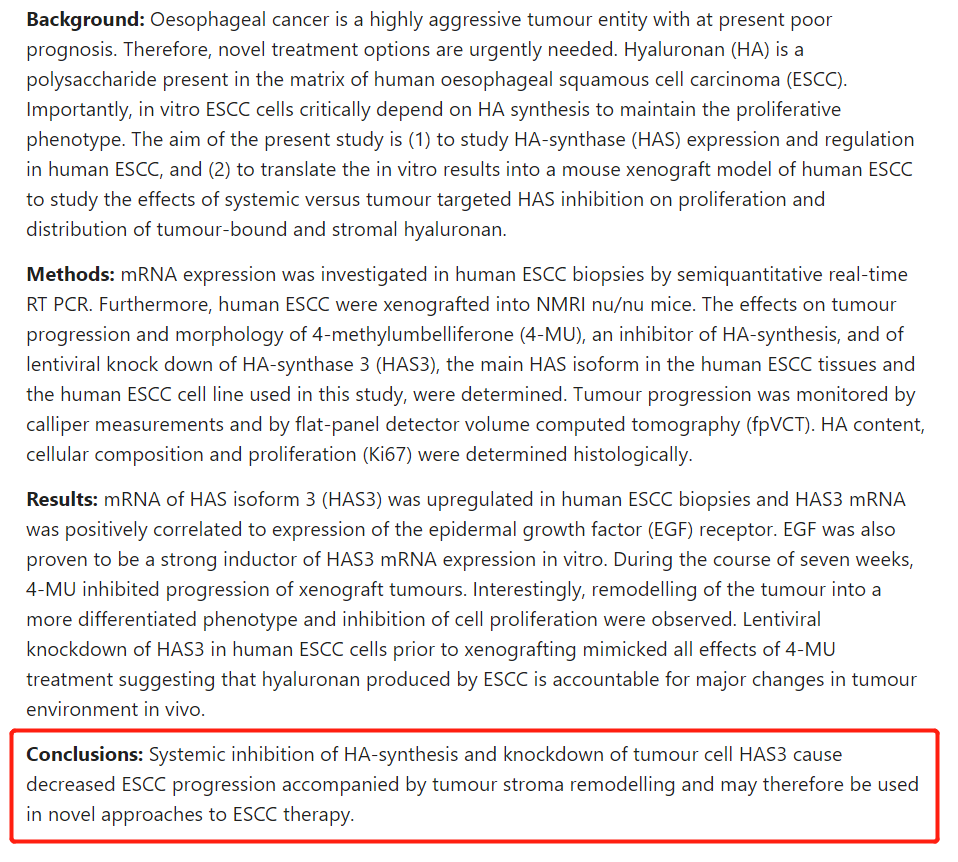 Background: Oesophageal cancer is a highly aggressive tumour entity with at present poor
prognosis. Therefore, novel treatment options are urgently needed. Hyaluronan (HA) is a
polysaccharide present in the matrix of human oesophageal squamous cell carcinoma (ESCC).
Importantly, in vitro ESCC cells critically depend on HA synthesis to maintain the proliferative
phenotype. The aim of the present study is (1) to study HA-synthase (HAS) expression and regulation
in human ESCC, and (2) to translate the in vitro results into a mouse xenograft model of human ESCC
to study the effects of systemic versus tumour targeted HAS inhibition on proliferation and
distribution of tumour-bound and stromal hyaluronan.
Methods: mRNA expression was investigated in human ESCC biopsies by semiquantitative real-time
RT PCR. Furthermore, human ESCC were xenografted into NMRI nu/nu mice. The effects on tumour
progression and morphology of 4-methylumbelliferone (4-MU), an inhibitor of HA-synthesis, and of
lentiviral knock down of HA-synthase 3 (HAS3), the main HAS isoform in the human ESCC tissues and
the human ESCC cell line used in this study, were determined. Tumour progression was monitored by
calliper measurements and by flat-panel detector volume computed tomography (fpVCT). HA content,
cellular composition and proliferation (Ki67) were determined histologically.
Results: mRNA of HAS isoform 3 (HAS3) was upregulated in human ESCC biopsies and HAS3 mRNA
was positively correlated to expression of the epidermal growth factor (EGF) receptor. EGF was also
proven to be a strong inductor of HAS3 mRNA expression in vitro. During the course of seven weeks,
4-MU inhibited progression of xenograft tumours. Interestingly, remodelling of the tumour into a
more differentiated phenotype and inhibition of cell proliferation were observed. Lentiviral
knockdown of HAS3 in human ESCC cells prior to xenografting mimicked all effects of 4-MU
treatment suggesting that hyaluronan produced by ESCC is accountable for major changes in tumour
environment in vivo.
Conclusions: Systemic inhibition of HA-synthesis and knockdown of tumour cell HAS3 cause
decreased ESCC progression accompanied by tumour stroma remodelling and may therefore be used
in novel approaches to ESCC therapy.